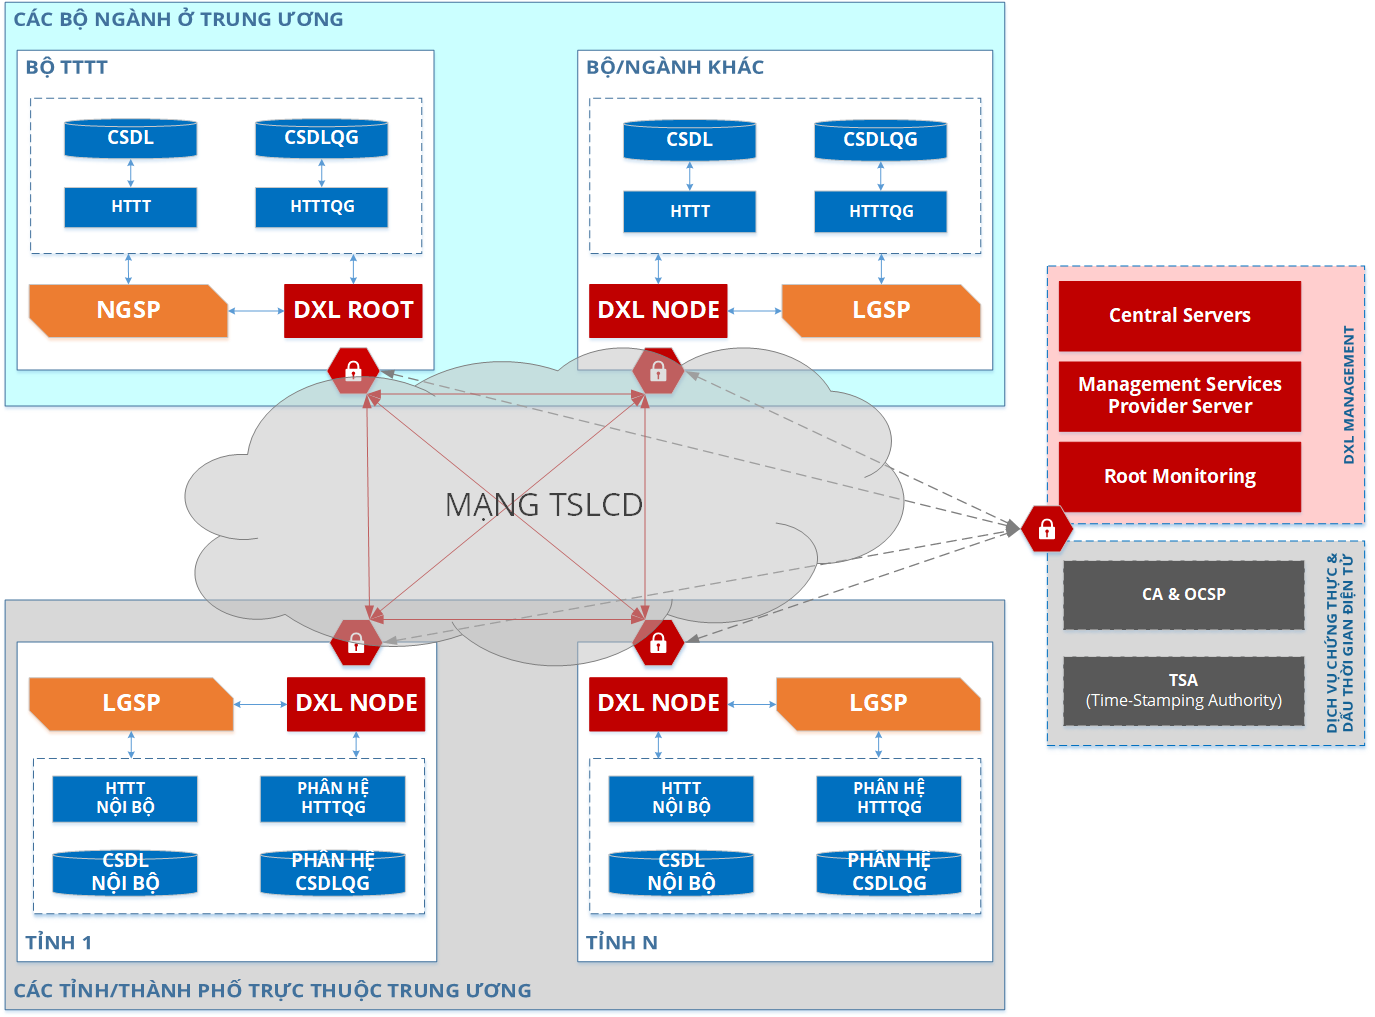 CÁC BỘ NGÀNH Ở TRUNG ƯƠNG
BỘ TTTT
CSDL
CSDLQG
HTTT
HTTTQG
NGSP
DXL ROOT
BỘ/NGÀNH KHÁC
CSDL
CSDLQG
HTTT
HTTTQG
DXL NODE
LGSP
MẠNG TSLCD
Central Servers
Management Services
Provider Server
Root Monitoring
DXL MANAGEMENT
CA & OCSP
TSA
(Time-Stamping Authority)
DỊCH VỤ CHỨNG THỰC &
DẤU THỜI GIAN ĐIỆN TỬ
LGSP
DXL NODE
HTTT
NỘI BỘ
PHÂN HỆ
HTTTQG
CSDL
NỘI BỘ
PHÂN HỆ
CSDLQG
TỈNH 1
DXL NODE
LGSP
HTTT
NỘI BỘ
PHÂN HỆ
HTTTQG
CSDL
NỘI BỘ
PHÂN HỆ
CSDLQG
TỈNH N
CÁC TỈNH/THÀNH PHỐ TRỰC THUỘC TRUNG ƯƠNG